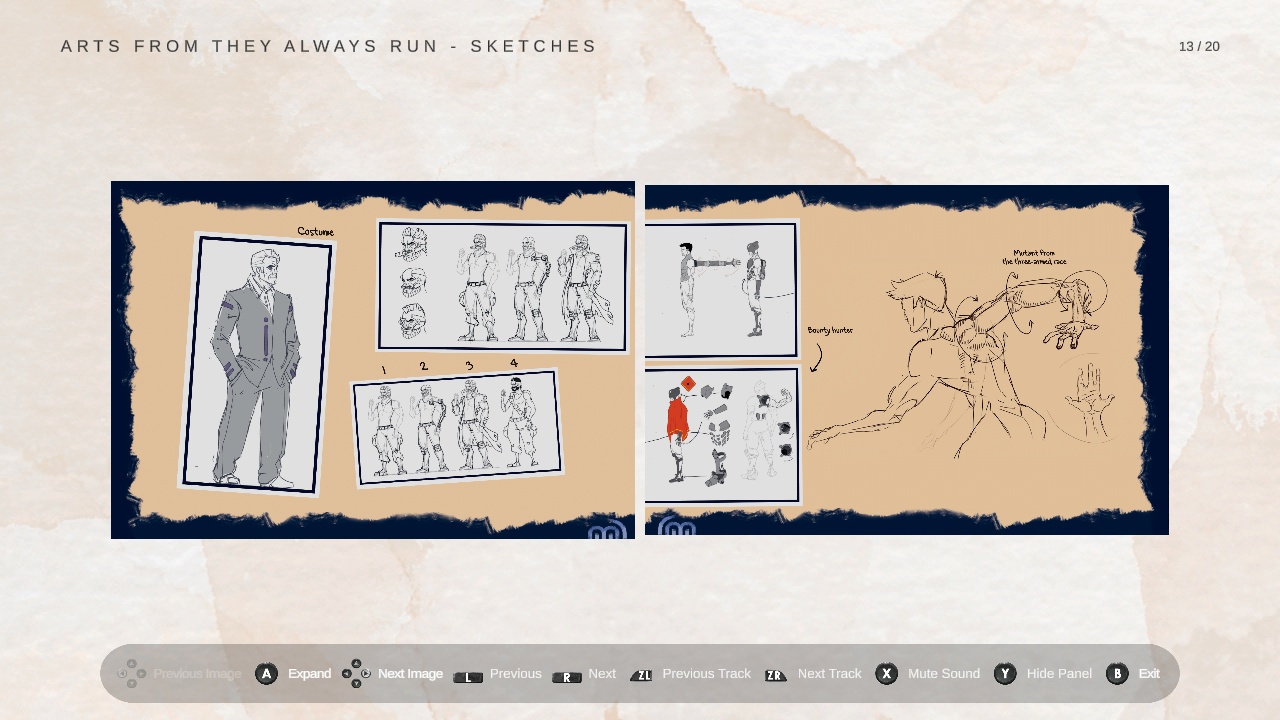 ARTS FROM THEY ALWAYS RUN - SKETCHES
13 / 20
Costume
1 2 3 4
Mutant from
the three-armed race
Bounty hunter
Previous Image
A Expand
Next Image
L Previous
R Next
ZL Previous Track
ZR Next Track
X Mute Sound
Y Hide Panel
B Exit